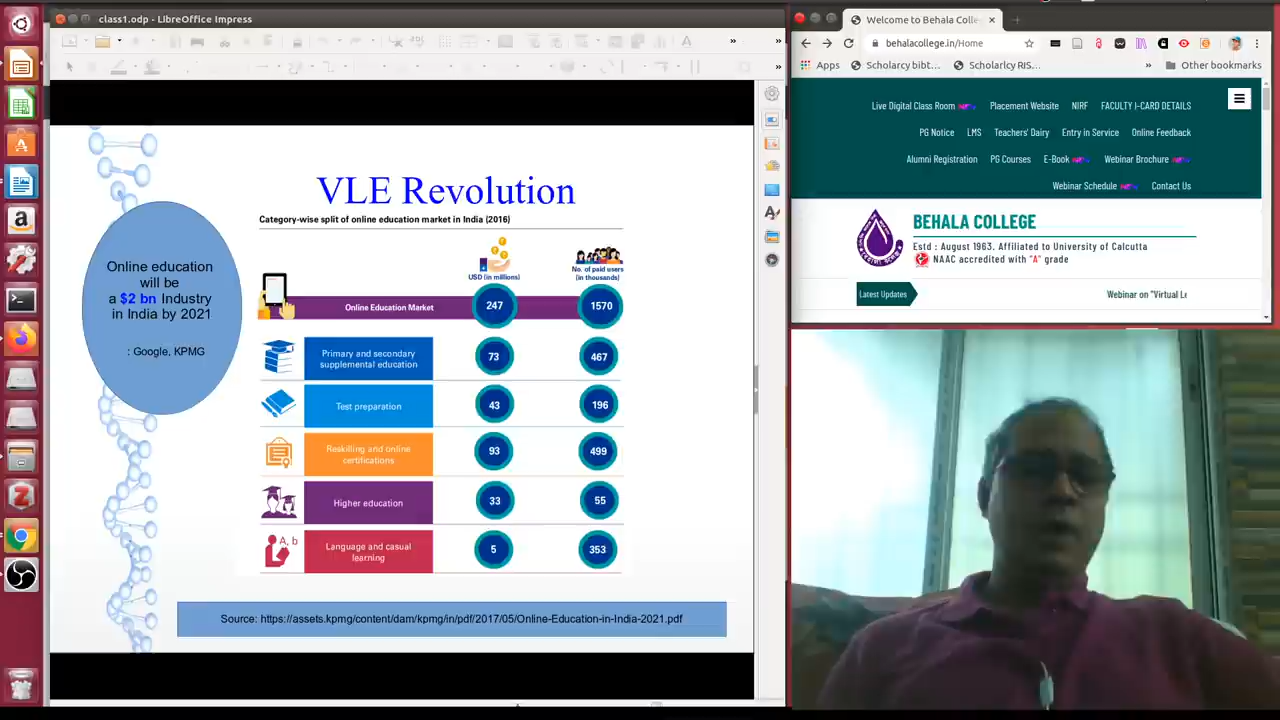 class1.odp - LibreOffice Impress
VLE Revolution
Category-wise split of online education market in India (2016)
Online education
will be
a $2 bn Industry
in India by 2021
: Google, KPMG
USD (in millions)
No. of paid users
(in thousands)
Online Education Market
247
1570
Primary and secondary
supplemental education
73
467
Test preparation
43
196
Reskilling and online
certifications
93
499
Higher education
33
55
A, b
Language and casual
learning
5
353
Source: https://assets.kpmg/content/dam/kpmg/in/pdf/2017/05/Online-Education-in-India-2021.pdf
Welcome to Behala Colle
behalacollege.in/Home
Apps
Scholarcy bibt…
Scholarlcy RIS…
»
Other bookmarks
Live Digital Class Room
Placement Website
NIRF
FACULTY I-CARD DETAILS
PG Notice
LMS
Teachers' Dairy
Entry in Service
Online Feedback
Alumni Registration
PG Courses
E-Book
Webinar Brochure
Webinar Schedule
Contact Us
BEHALA COLLEGE
Estd : August 1963. Affiliated to University of Calcutta
NAAC accredited with "A" grade
Latest Updates
Webinar on "Virtual Le